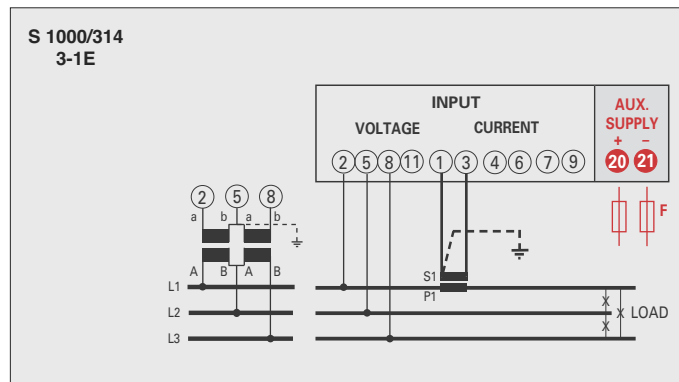 S 1000/314
3-1E
INPUT
VOLTAGE CURRENT
AUX.
SUPPLY
+ −
2 5 8 11 1 3 4 6 7 9 20 21
2 5 8
a b a b
F
A B A B
S1
P1
L1
L2
L3
X
X
X
LOAD